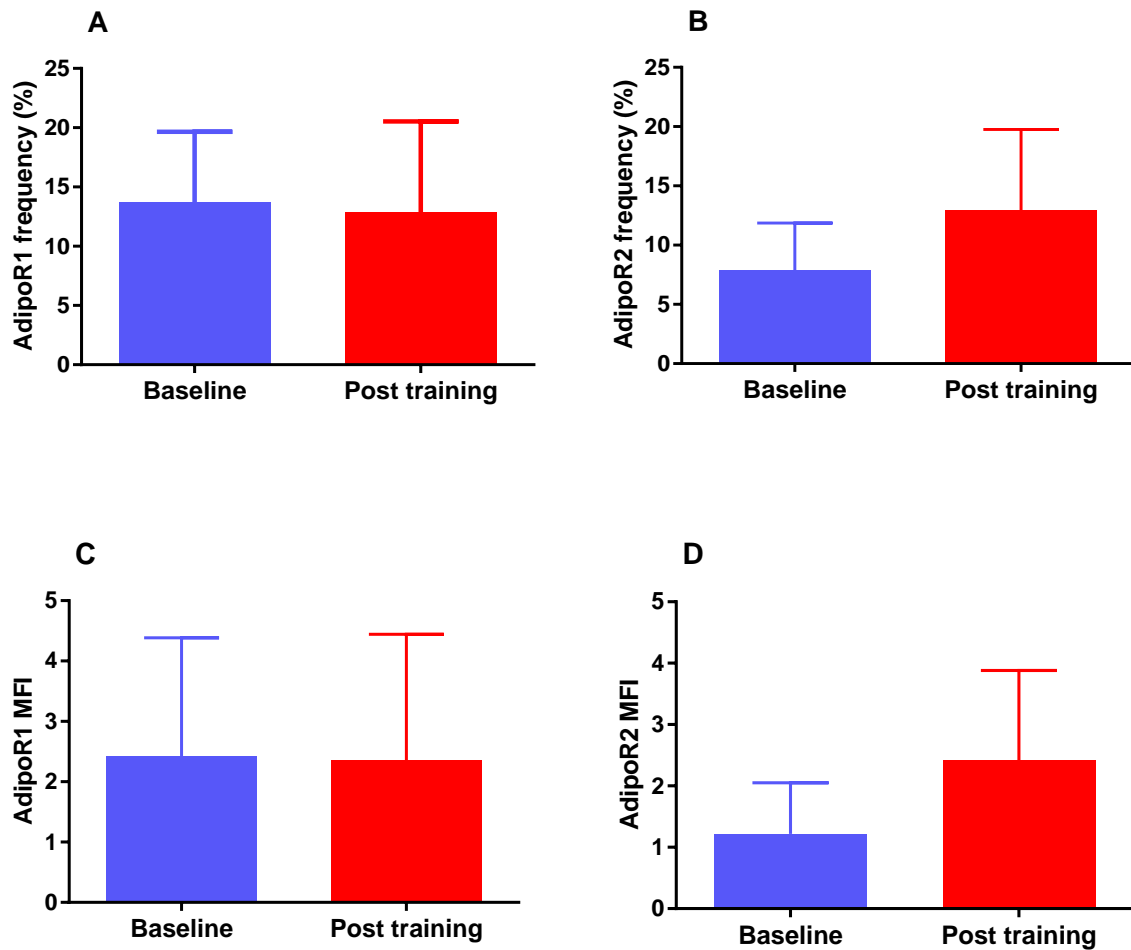 A
AdipoR1 frequency (%)
25
20
15
10
5
0
Baseline
Post training
B
AdipoR2 frequency (%)
25
20
15
10
5
0
Baseline
Post training
C
AdipoR1 MFI
5
4
3
2
1
0
Baseline
Post training
D
AdipoR2 MFI
5
4
3
2
1
0
Baseline
Post training